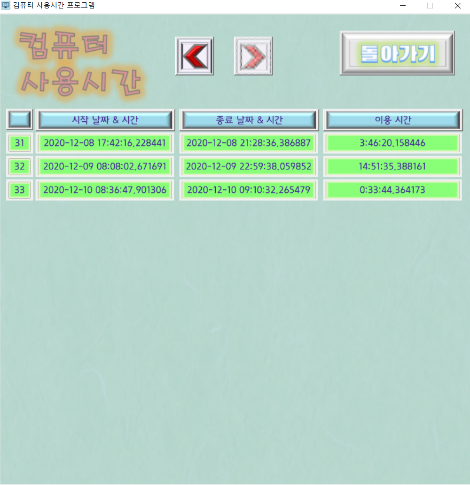 컴퓨터 사용시간 프로그램
컴퓨터
사용시간
돌아가기
시작 날짜 & 시간 종료 날짜 & 시간 이용 시간
31 2020-12-08 17:42:16,228441 2020-12-08 21:28:36,386887 3:46:20,158446
32 2020-12-09 08:08:02,671691 2020-12-09 22:59:38,059852 14:51:35,388161
33 2020-12-10 08:36:47,901306 2020-12-10 09:10:32,265479 0:33:44,364173